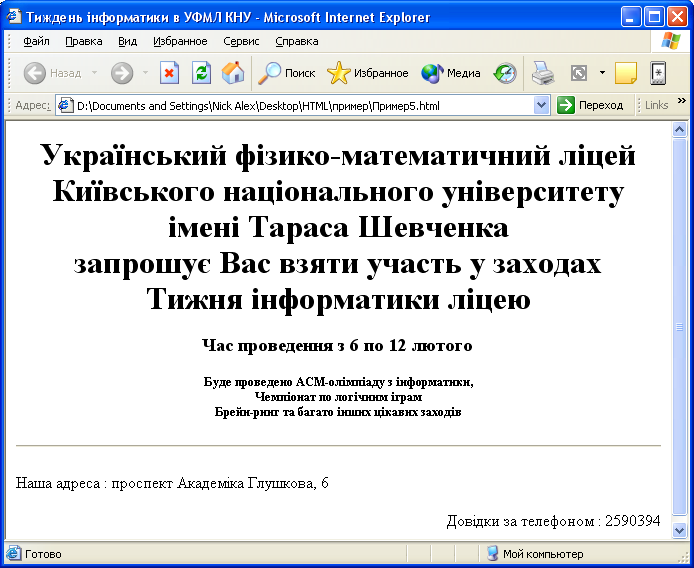 Тиждень інформатики в УФМЛ КНУ - Microsoft Internet Explorer
Файл Правка Вид Избранное Сервис Справка
Назад Поиск Избранное Медиа
Адрес: D:\Documents and Settings\Nick Alex\Desktop\HTML\пример\Пример5.html Переход Links »
Український фізико-математичний ліцей
Київського національного університету
імені Тараса Шевченка
запрошує Вас взяти участь у заходах
Тижня інформатики ліцею
Час проведення з 6 по 12 лютого
Буде проведено АСМ-олімпіаду з інформатики,
Чемпіонат по логічним іграм
Брейн-ринг та багато інших цікавих заходів
Наша адреса : проспект Академіка Глушкова, 6
Довідки за телефоном : 2590394
Готово Мой компьютер